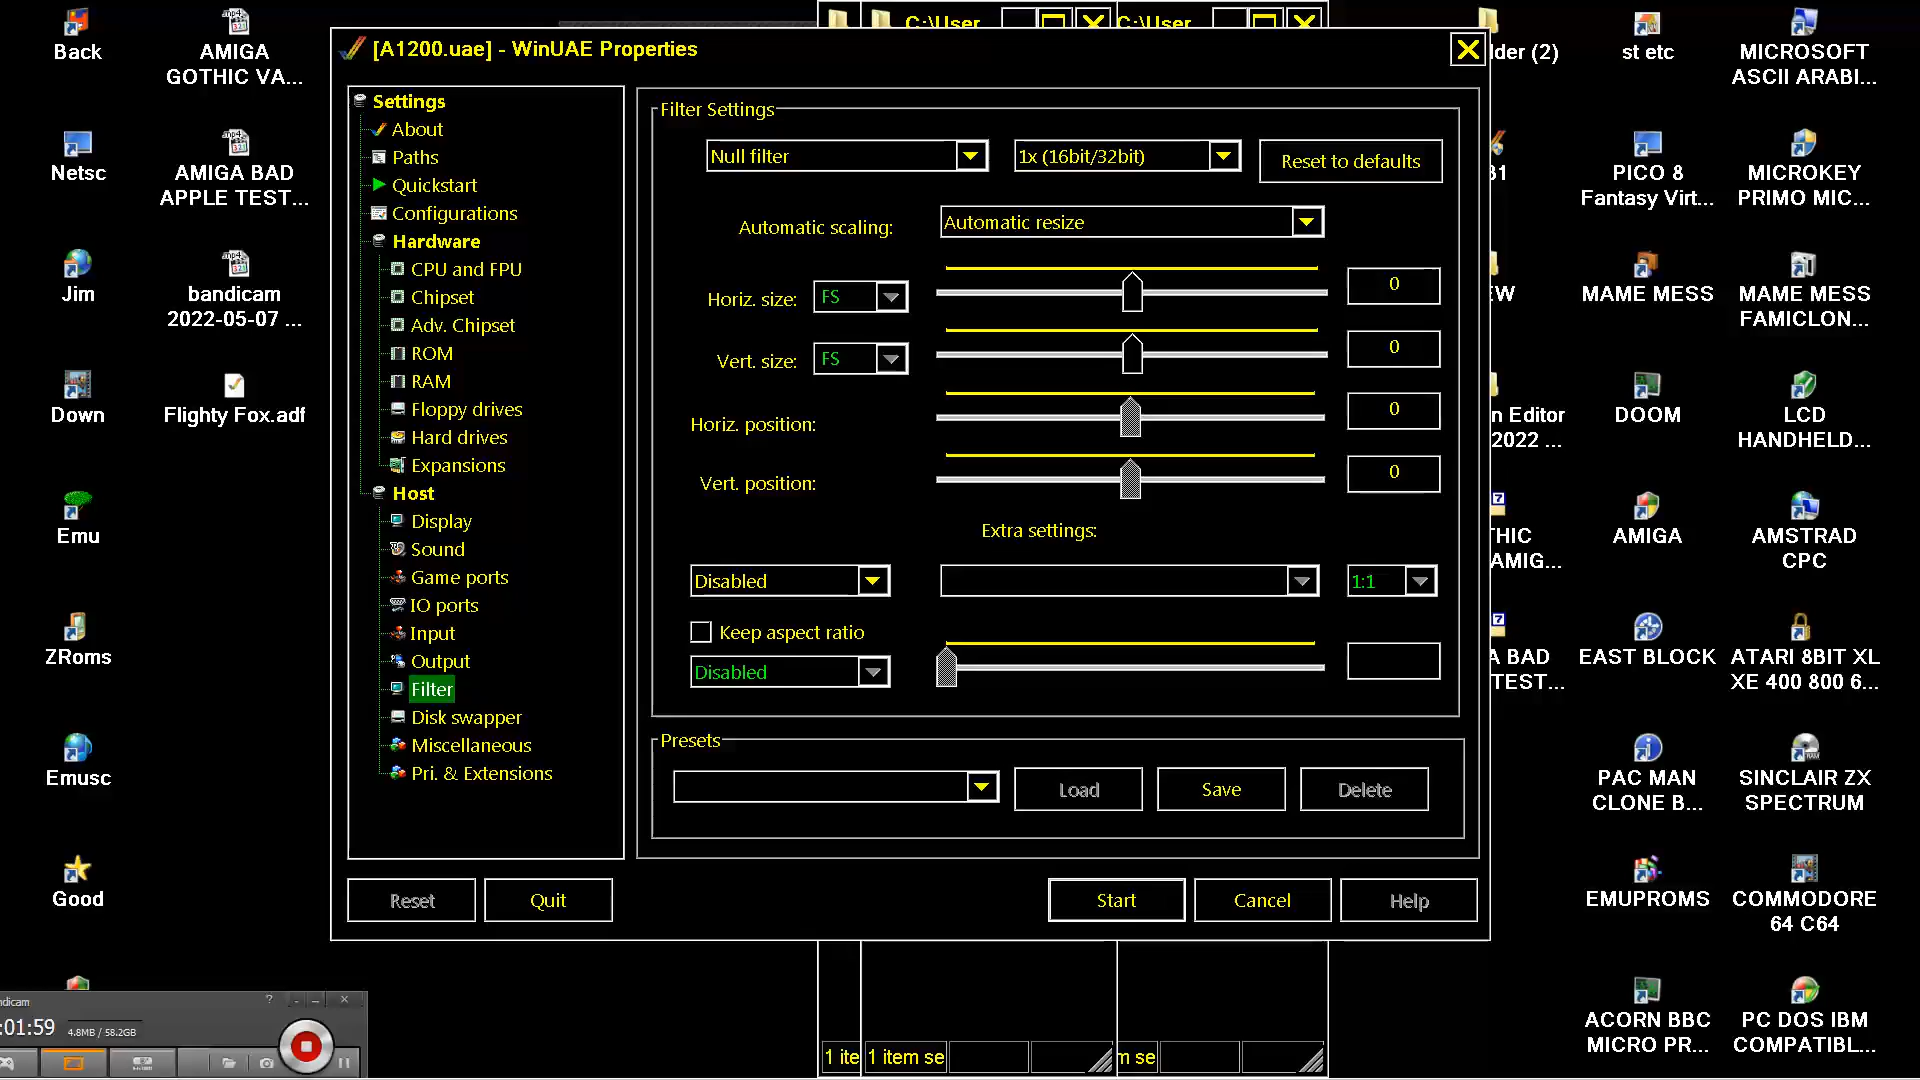 Back
AMIGA
GOTHIC VA...
Netsc
AMIGA BAD
APPLE TEST...
Jim
bandicam
2022-05-07 ...
Down
Flighty Fox.adf
Emu
ZRoms
Emusc
Good
C:\User
C:\User
[A1200.uae] - WinUAE Properties
Settings
About
Paths
Quickstart
Configurations
Hardware
CPU and FPU
Chipset
Adv. Chipset
ROM
RAM
Floppy drives
Hard drives
Expansions
Host
Display
Sound
Game ports
IO ports
Input
Output
Filter
Disk swapper
Miscellaneous
Pri. & Extensions
Filter Settings
Null filter
1x (16bit/32bit)
Reset to defaults
Automatic scaling:
Automatic resize
Horiz. size:
FS
0
Vert. size:
FS
0
Horiz. position:
0
Vert. position:
0
Extra settings:
Disabled
1:1
Keep aspect ratio
Disabled
Presets
Load
Save
Delete
Reset
Quit
Start
Cancel
Help
lder (2)
st etc
MICROSOFT
ASCII ARABI...
31
PICO 8
Fantasy Virt...
MICROKEY
PRIMO MIC...
EW
MAME MESS
MAME MESS
FAMICLON...
n Editor
2022 ...
DOOM
LCD
HANDHELD...
THIC
AMIG...
AMIGA
AMSTRAD
CPC
A BAD
TEST...
EAST BLOCK
ATARI 8BIT XL
XE 400 800 6...
PAC MAN
CLONE B...
SINCLAIR ZX
SPECTRUM
EMUPROMS
COMMODORE
64 C64
ACORN BBC
MICRO PR...
PC DOS IBM
COMPATIBL...
ndicam
:01:59
4.8MB / 58.2GB
1 ite
1 item se
m se